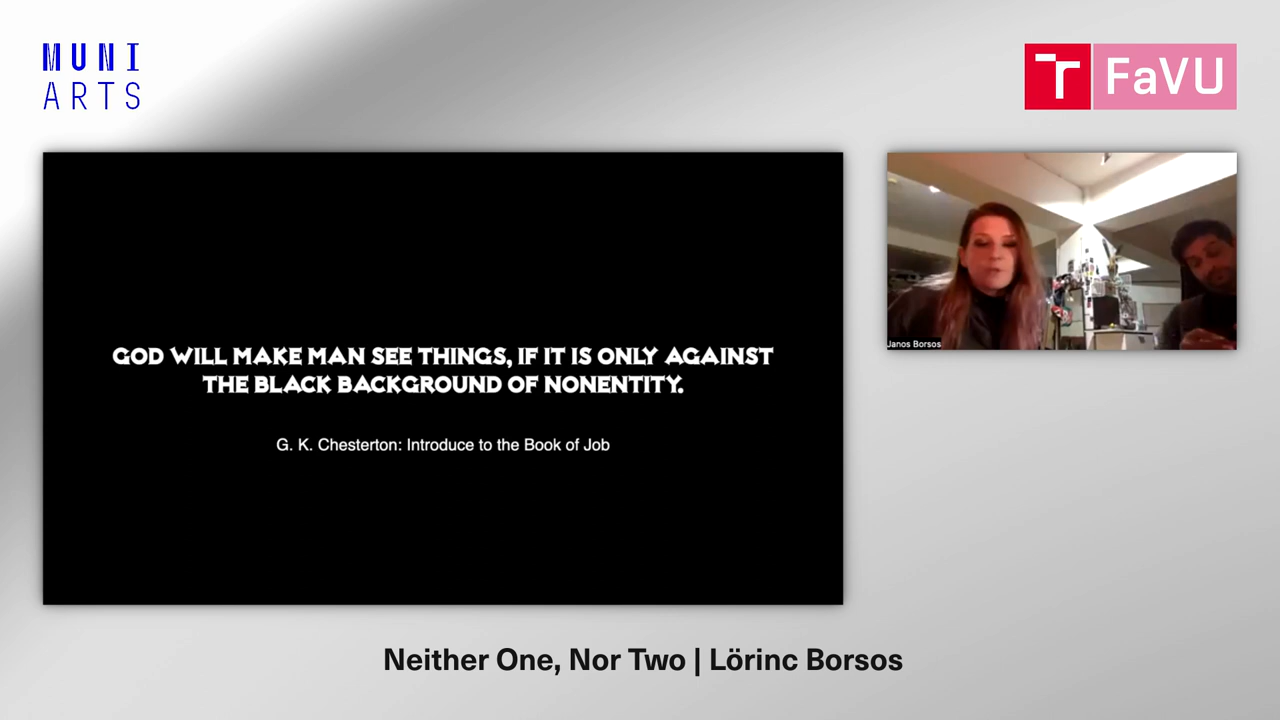 MUNI
ARTS
T FaVU
GOD WILL MAKE MAN SEE THINGS, IF IT IS ONLY AGAINST
THE BLACK BACKGROUND OF NONENTITY.
G. K. Chesterton: Introduce to the Book of Job
Janos Borsos
Neither One, Nor Two | Lörinc Borsos